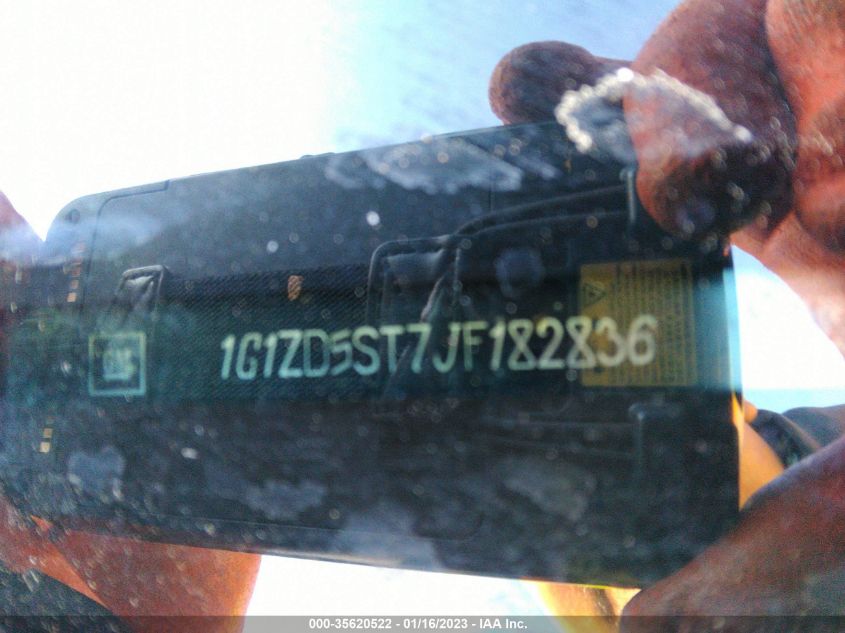 GM
1G1ZD5ST7JF182836
000-35620522 - 01/16/2023 - IAA Inc.